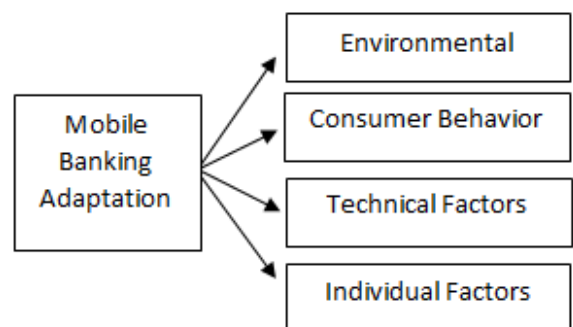 Environmental
Consumer Behavior
Mobile
Banking
Adaptation
Technical Factors
Individual Factors